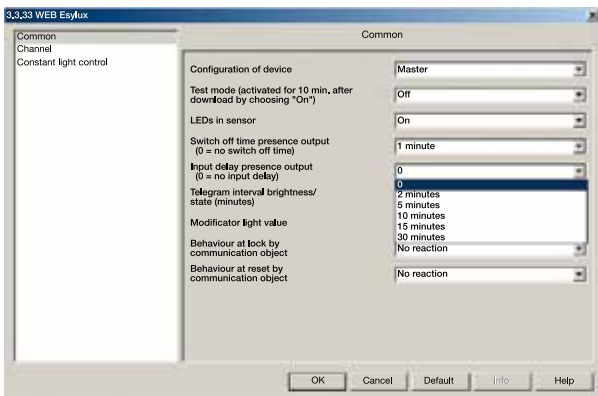 3,3,33 WEB Esylux
Common
Channel
Constant light control
Common
Configuration of device
Master
Test mode (activated for 10 min. after
download by choosing "On")
Off
LEDs in sensor
On
Switch off time presence output
(0 = no switch off time)
1 minute
Input delay presence output
(0 = no input delay)
0
0
2 minutes
5 minutes
10 minutes
15 minutes
30 minutes
Telegram interval brightness/
state (minutes)
Modificator light value
Behaviour at lock by
communication object
No reaction
Behaviour at reset by
communication object
No reaction
OK
Cancel
Default
Info
Help